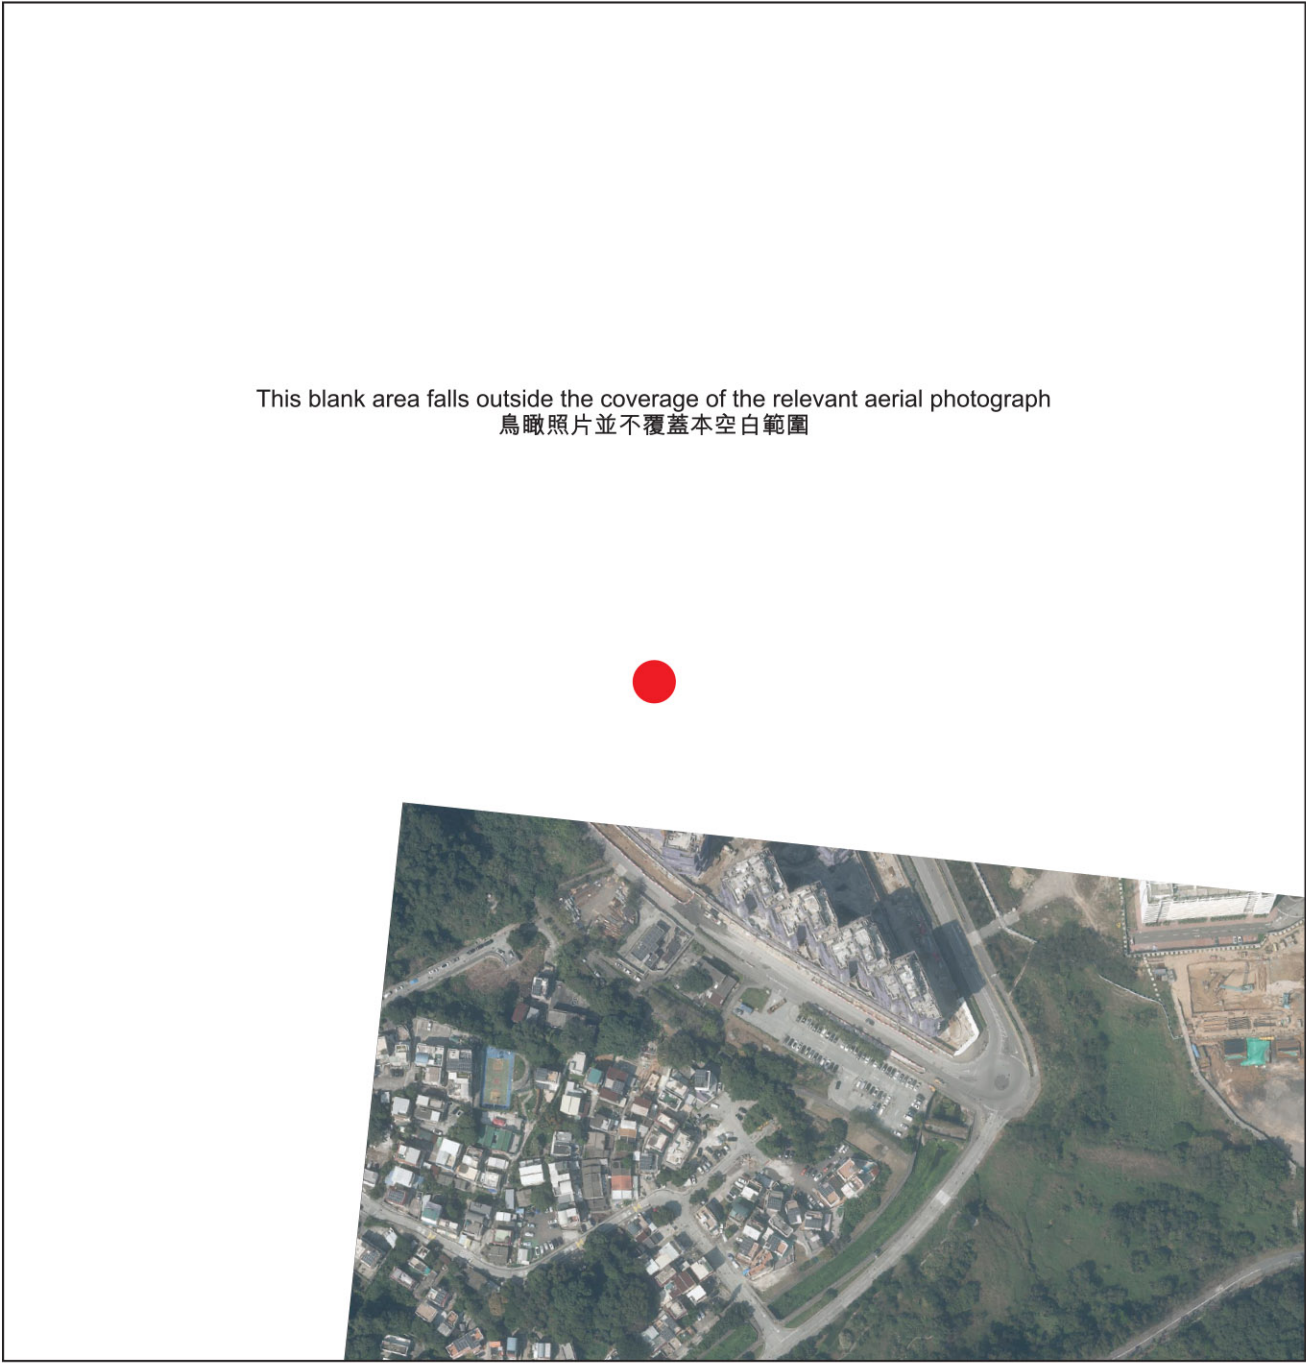 This blank area falls outside the coverage of the relevant aerial photograph
鳥瞰照片並不覆蓋本空白範圍